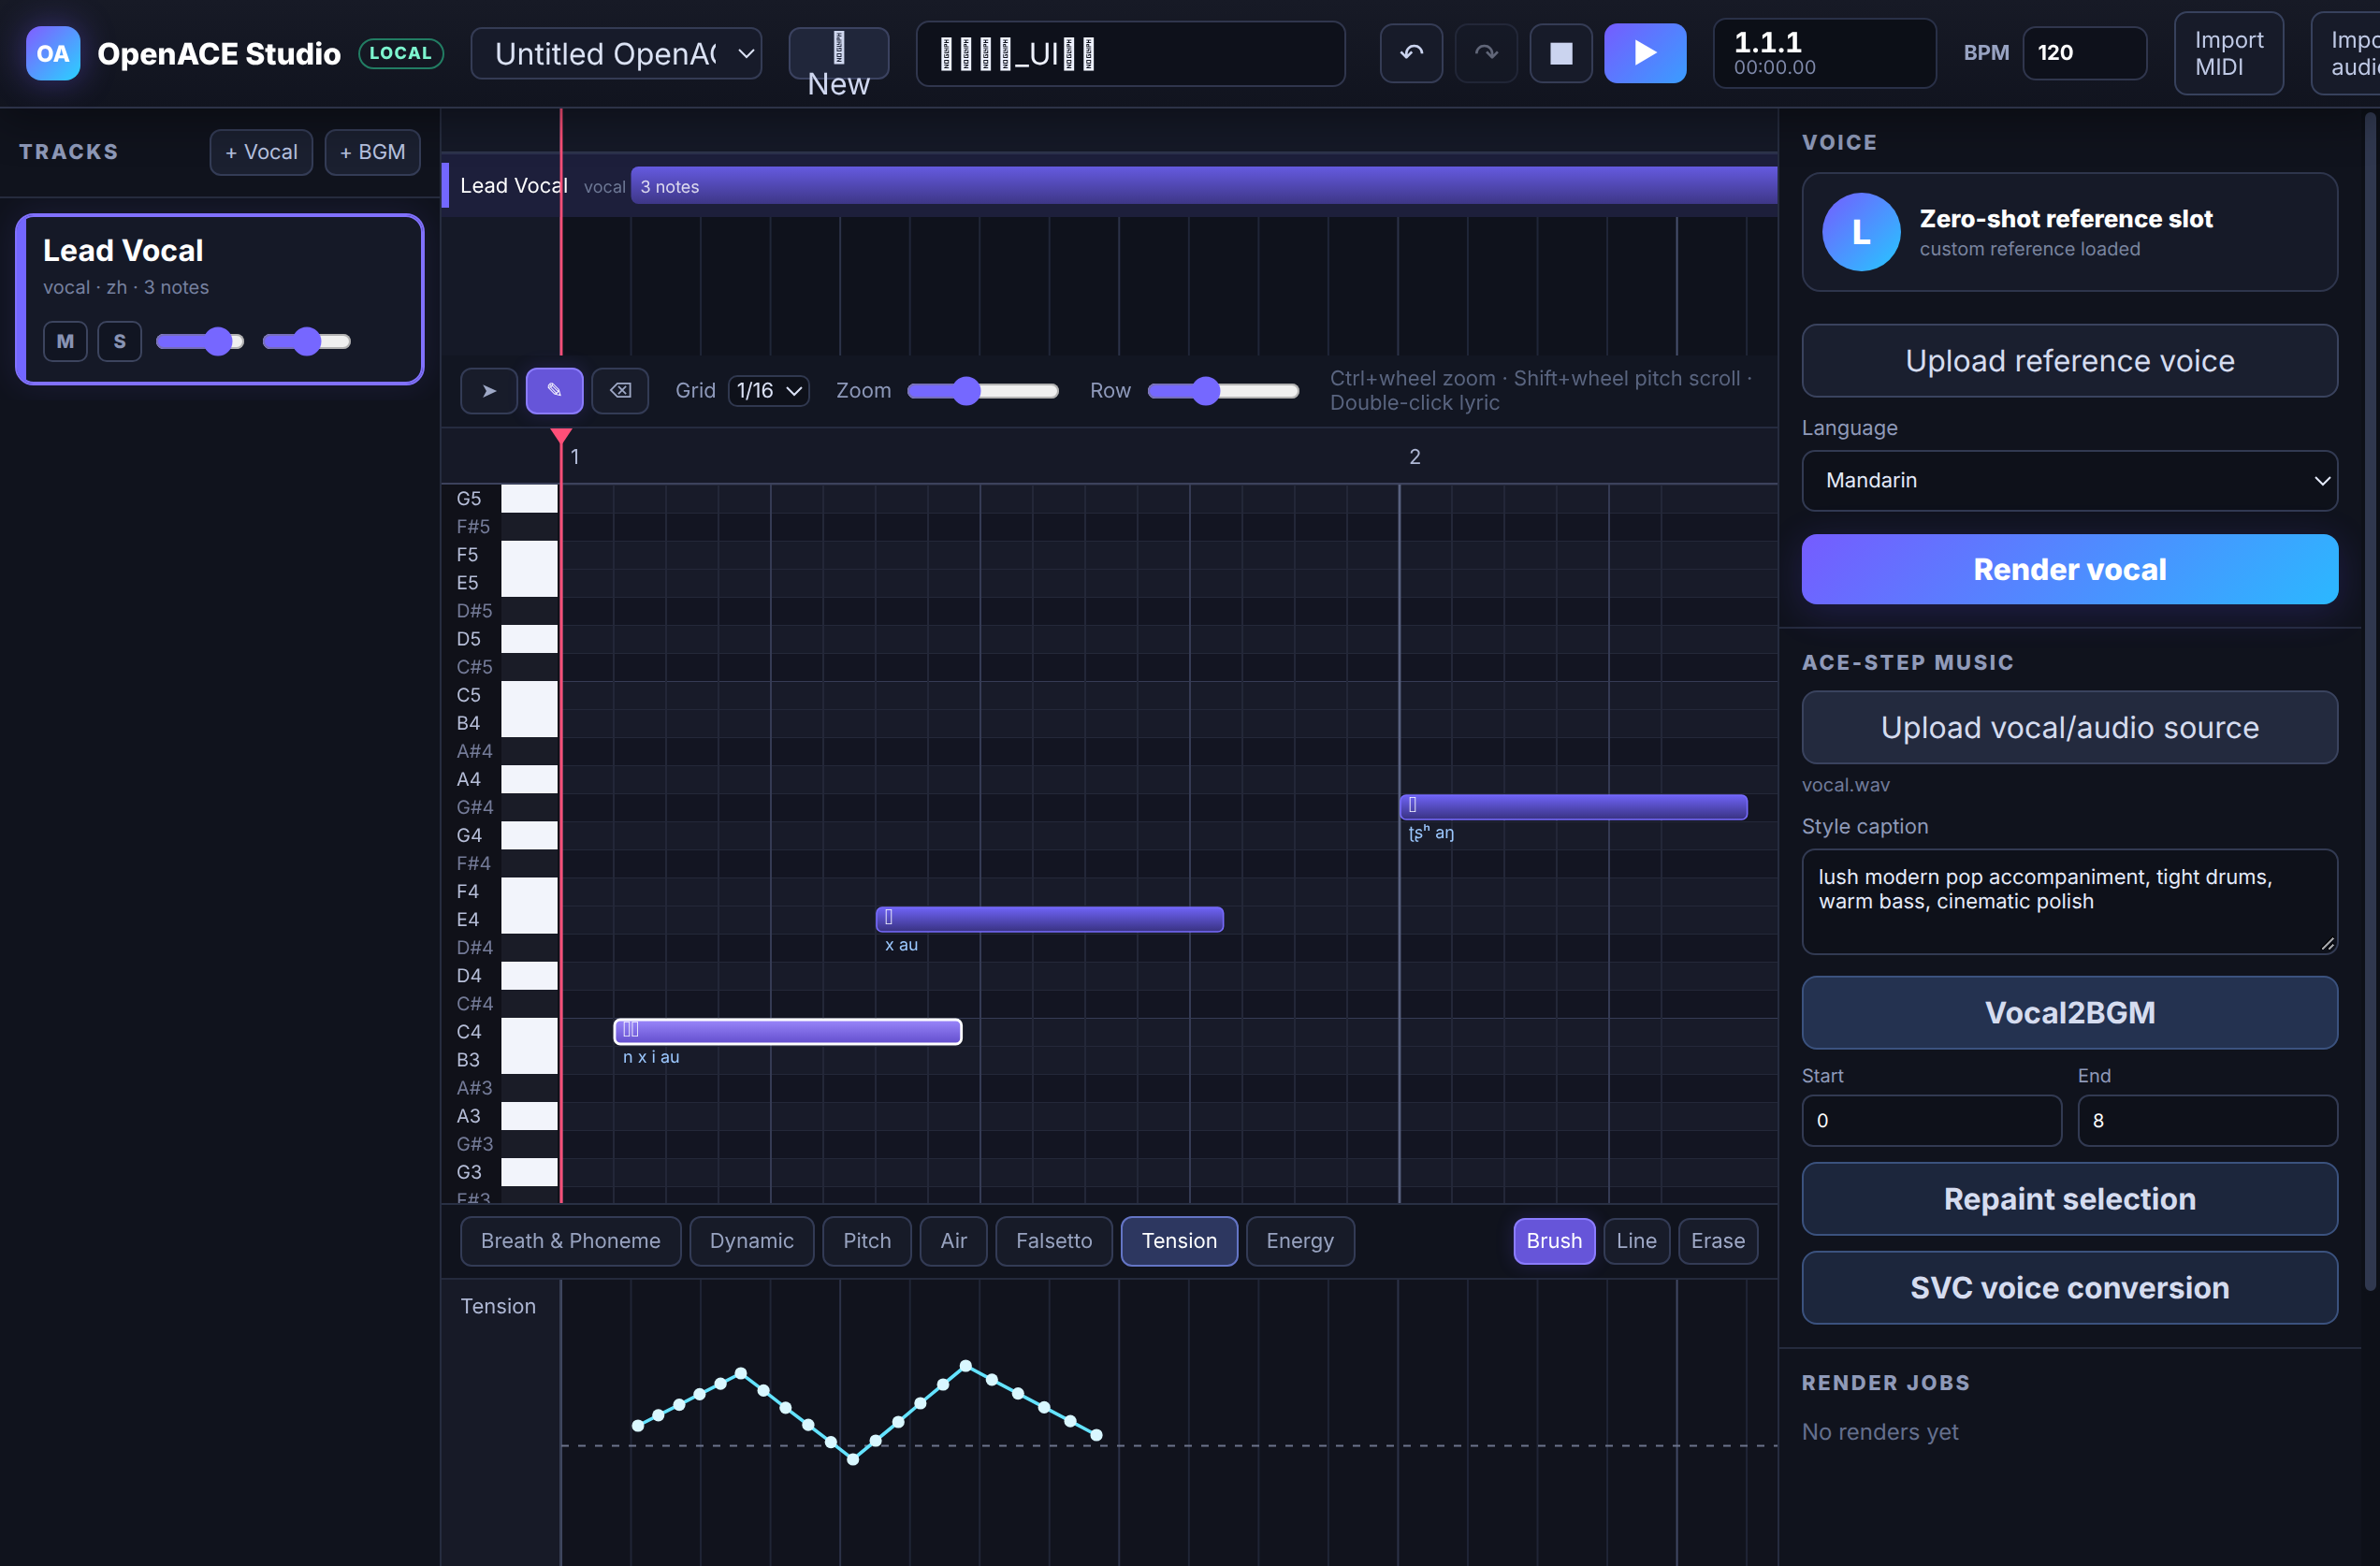 OA OpenACE Studio LOCAL
Untitled OpenA
New
_UI
1.1.1
00:00.00
BPM 120
Import
MIDI
Impo
audi
TRACKS
+ Vocal
+ BGM
Lead Vocal
vocal · zh · 3 notes
M S
Lead Vocal vocal 3 notes
Grid 1/16 Zoom Row
Ctrl+wheel zoom · Shift+wheel pitch scroll ·
Double-click lyric
1 2
G5
F#5
F5
E5
D#5
D5
C#5
C5
B4
A#4
A4
G#4
G4
ʈʂʰ aŋ
F#4
F4
E4
D#4
x au
D4
C#4
C4
B3
n x i au
A#3
A3
G#3
G3
F#3
Breath & Phoneme
Dynamic
Pitch
Air
Falsetto
Tension
Energy
Brush
Line
Erase
Tension
VOICE
L
Zero-shot reference slot
custom reference loaded
Upload reference voice
Language
Mandarin
Render vocal
ACE-STEP MUSIC
Upload vocal/audio source
vocal.wav
Style caption
lush modern pop accompaniment, tight drums,
warm bass, cinematic polish
Vocal2BGM
Start End
0 8
Repaint selection
SVC voice conversion
RENDER JOBS
No renders yet